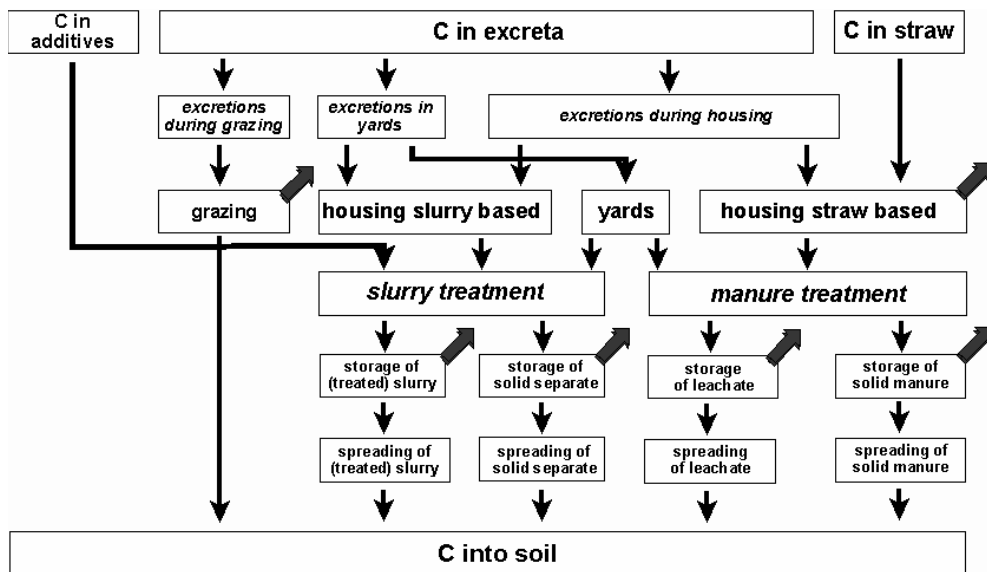 C in
additives
C in excreta
C in straw
excretions
during grazing
excretions in
yards
excretions during housing
grazing
housing slurry based
yards
housing straw based
slurry treatment
manure treatment
storage of
(treated) slurry
storage of
solid separate
storage
of leachate
storage of
solid manure
spreading of
(treated) slurry
spreading of
solid separate
spreading
of leachate
spreading of
solid manure
C into soil